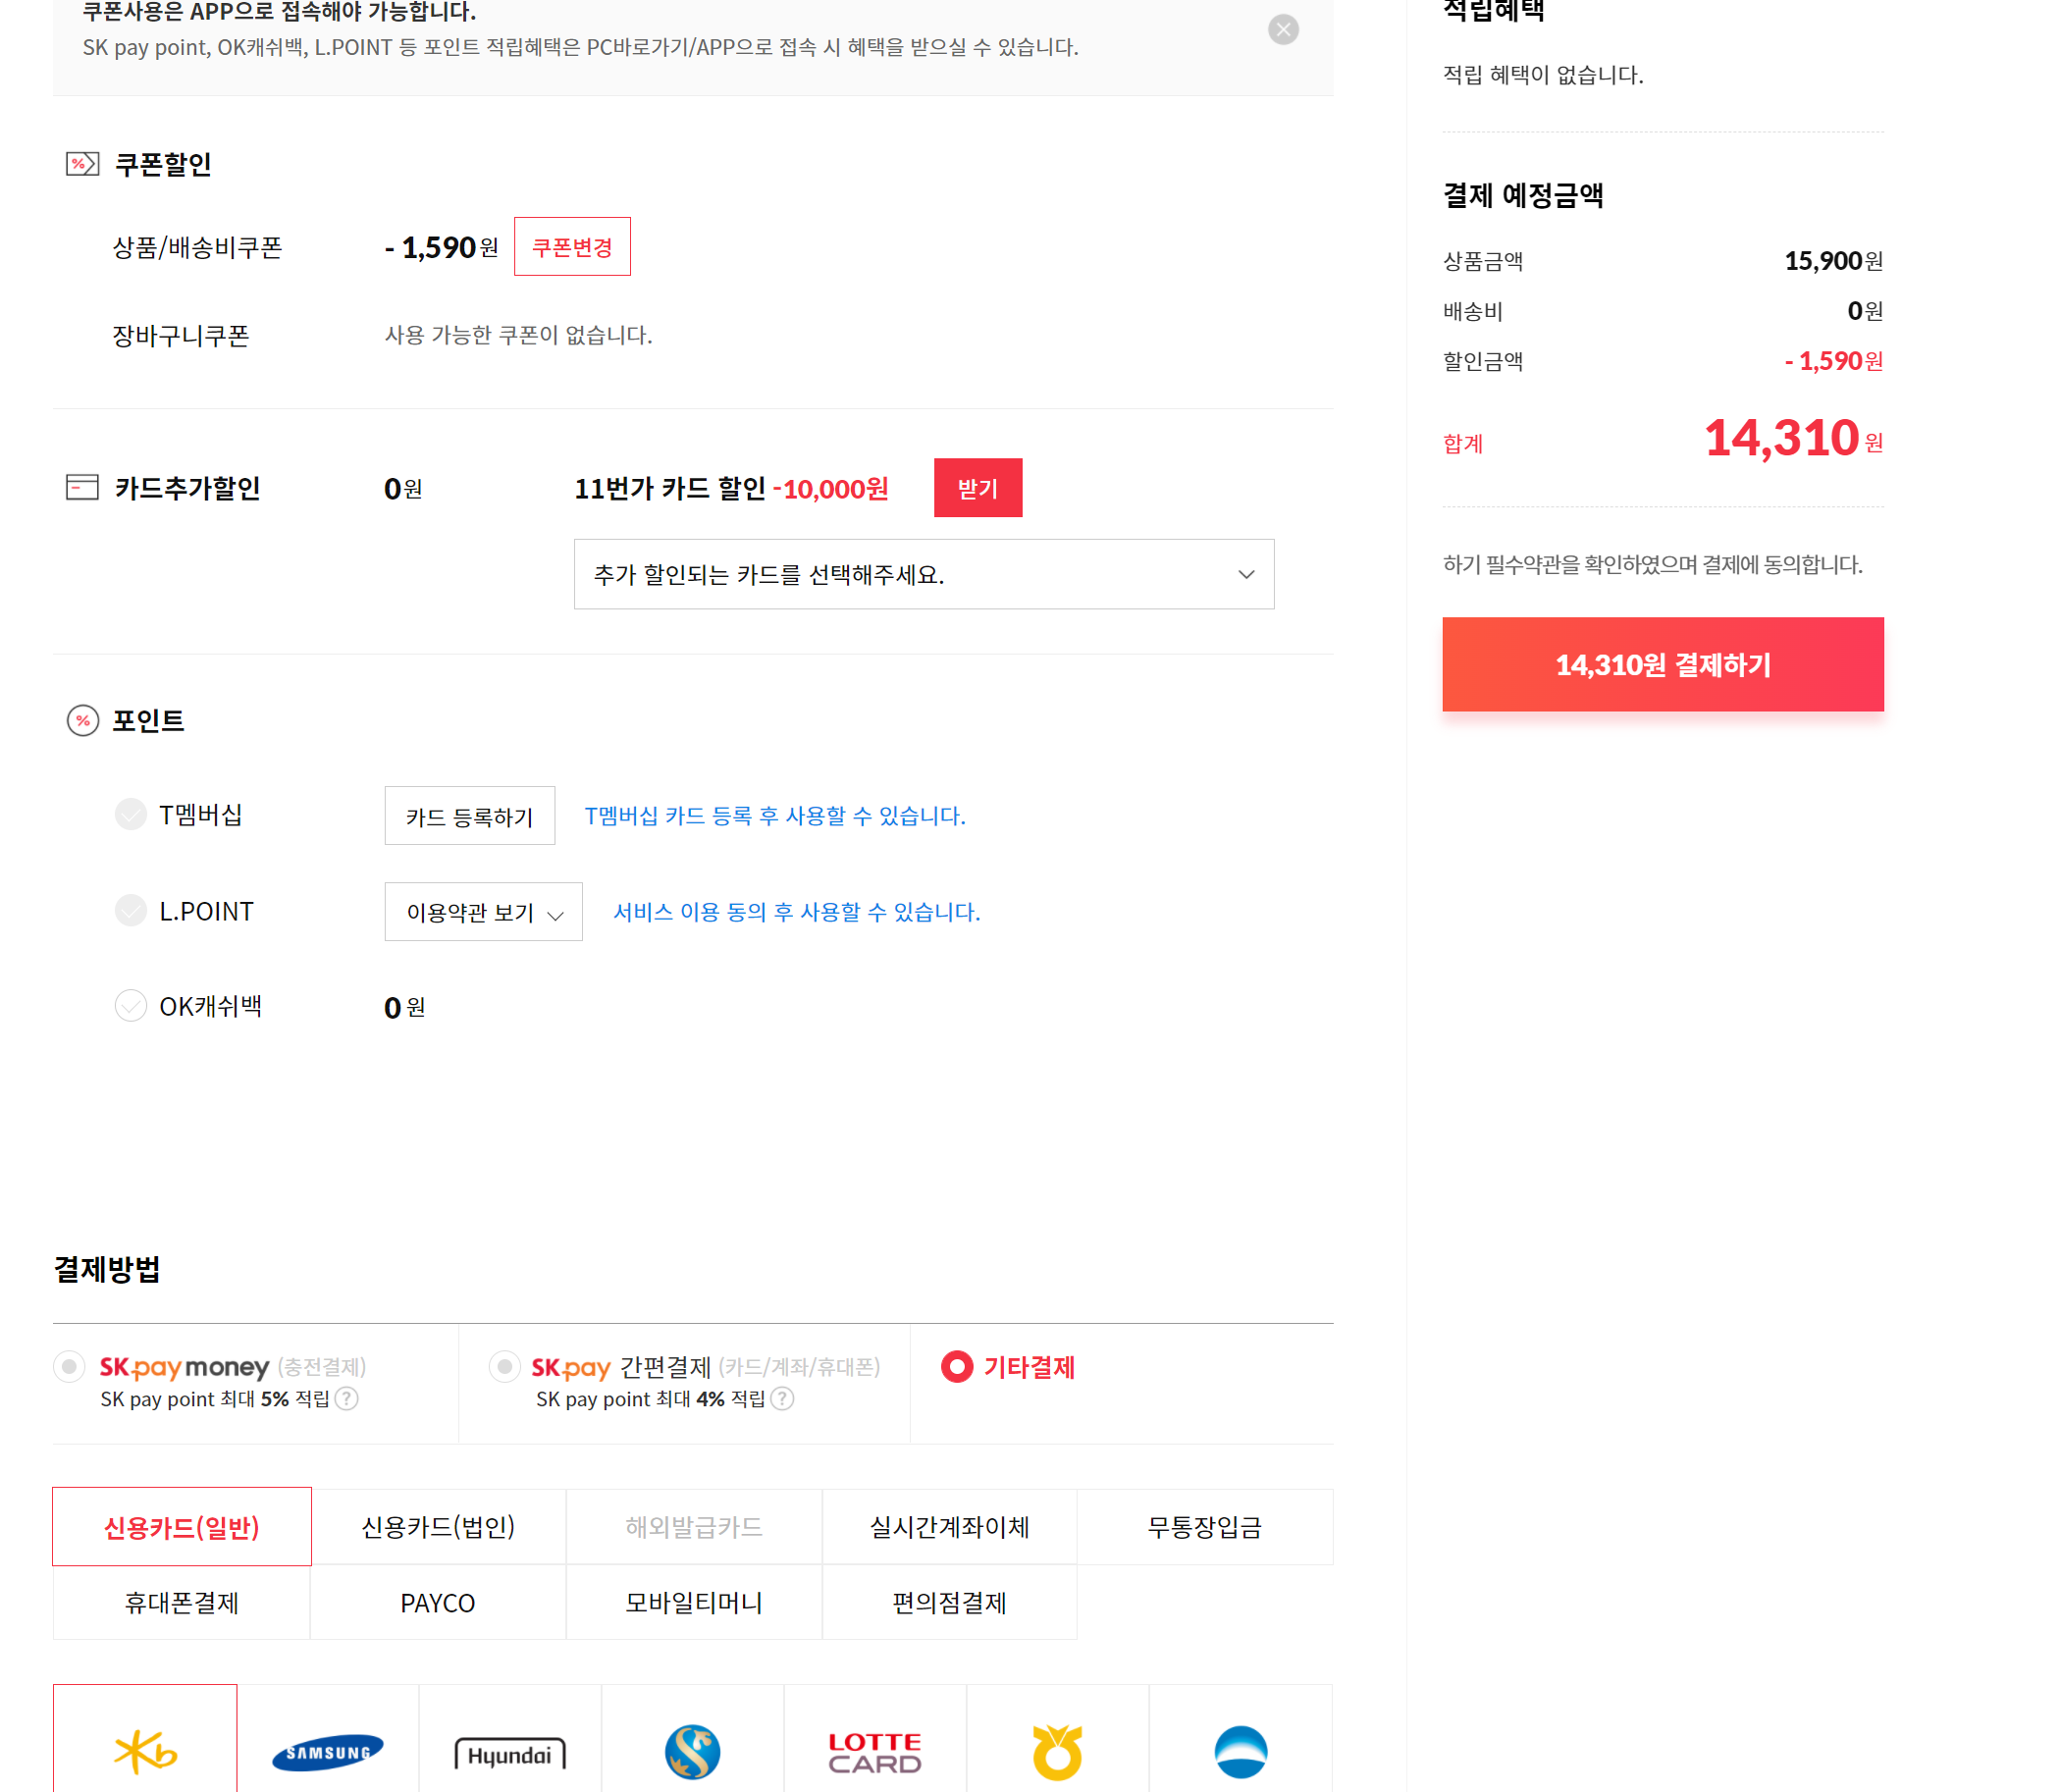 쿠폰사용은 APP으로 접속해야 가능합니다.
SK pay point, OK캐쉬백, L.POINT 등 포인트 적립혜택은 PC바로가기/APP으로 접속 시 혜택을 받으실 수 있습니다.
쿠폰할인
상품/배송비쿠폰 - 1,590원 쿠폰변경
장바구니쿠폰 사용 가능한 쿠폰이 없습니다.
카드추가할인 0원 11번가 카드 할인 -10,000원 받기
추가 할인되는 카드를 선택해주세요.
% 포인트
T멤버십 카드 등록하기 T멤버십 카드 등록 후 사용할 수 있습니다.
L.POINT 이용약관 보기 서비스 이용 동의 후 사용할 수 있습니다.
OK캐쉬백 0 원
결제방법
SK pay money (충전결제)
SK pay point 최대 5% 적립 ?
SK pay 간편결제 (카드/계좌/휴대폰)
SK pay point 최대 4% 적립 ?
기타결제
신용카드(일반) 신용카드(법인) 해외발급카드 실시간계좌이체 무통장입금
휴대폰결제 PAYCO 모바일티머니 편의점결제
Kb SAMSUNG Hyundai LOTTE CARD
적립혜택
적립 혜택이 없습니다.
결제 예정금액
상품금액 15,900원
배송비 0원
할인금액 - 1,590원
합계 14,310원
하기 필수약관을 확인하였으며 결제에 동의합니다.
14,310원 결제하기